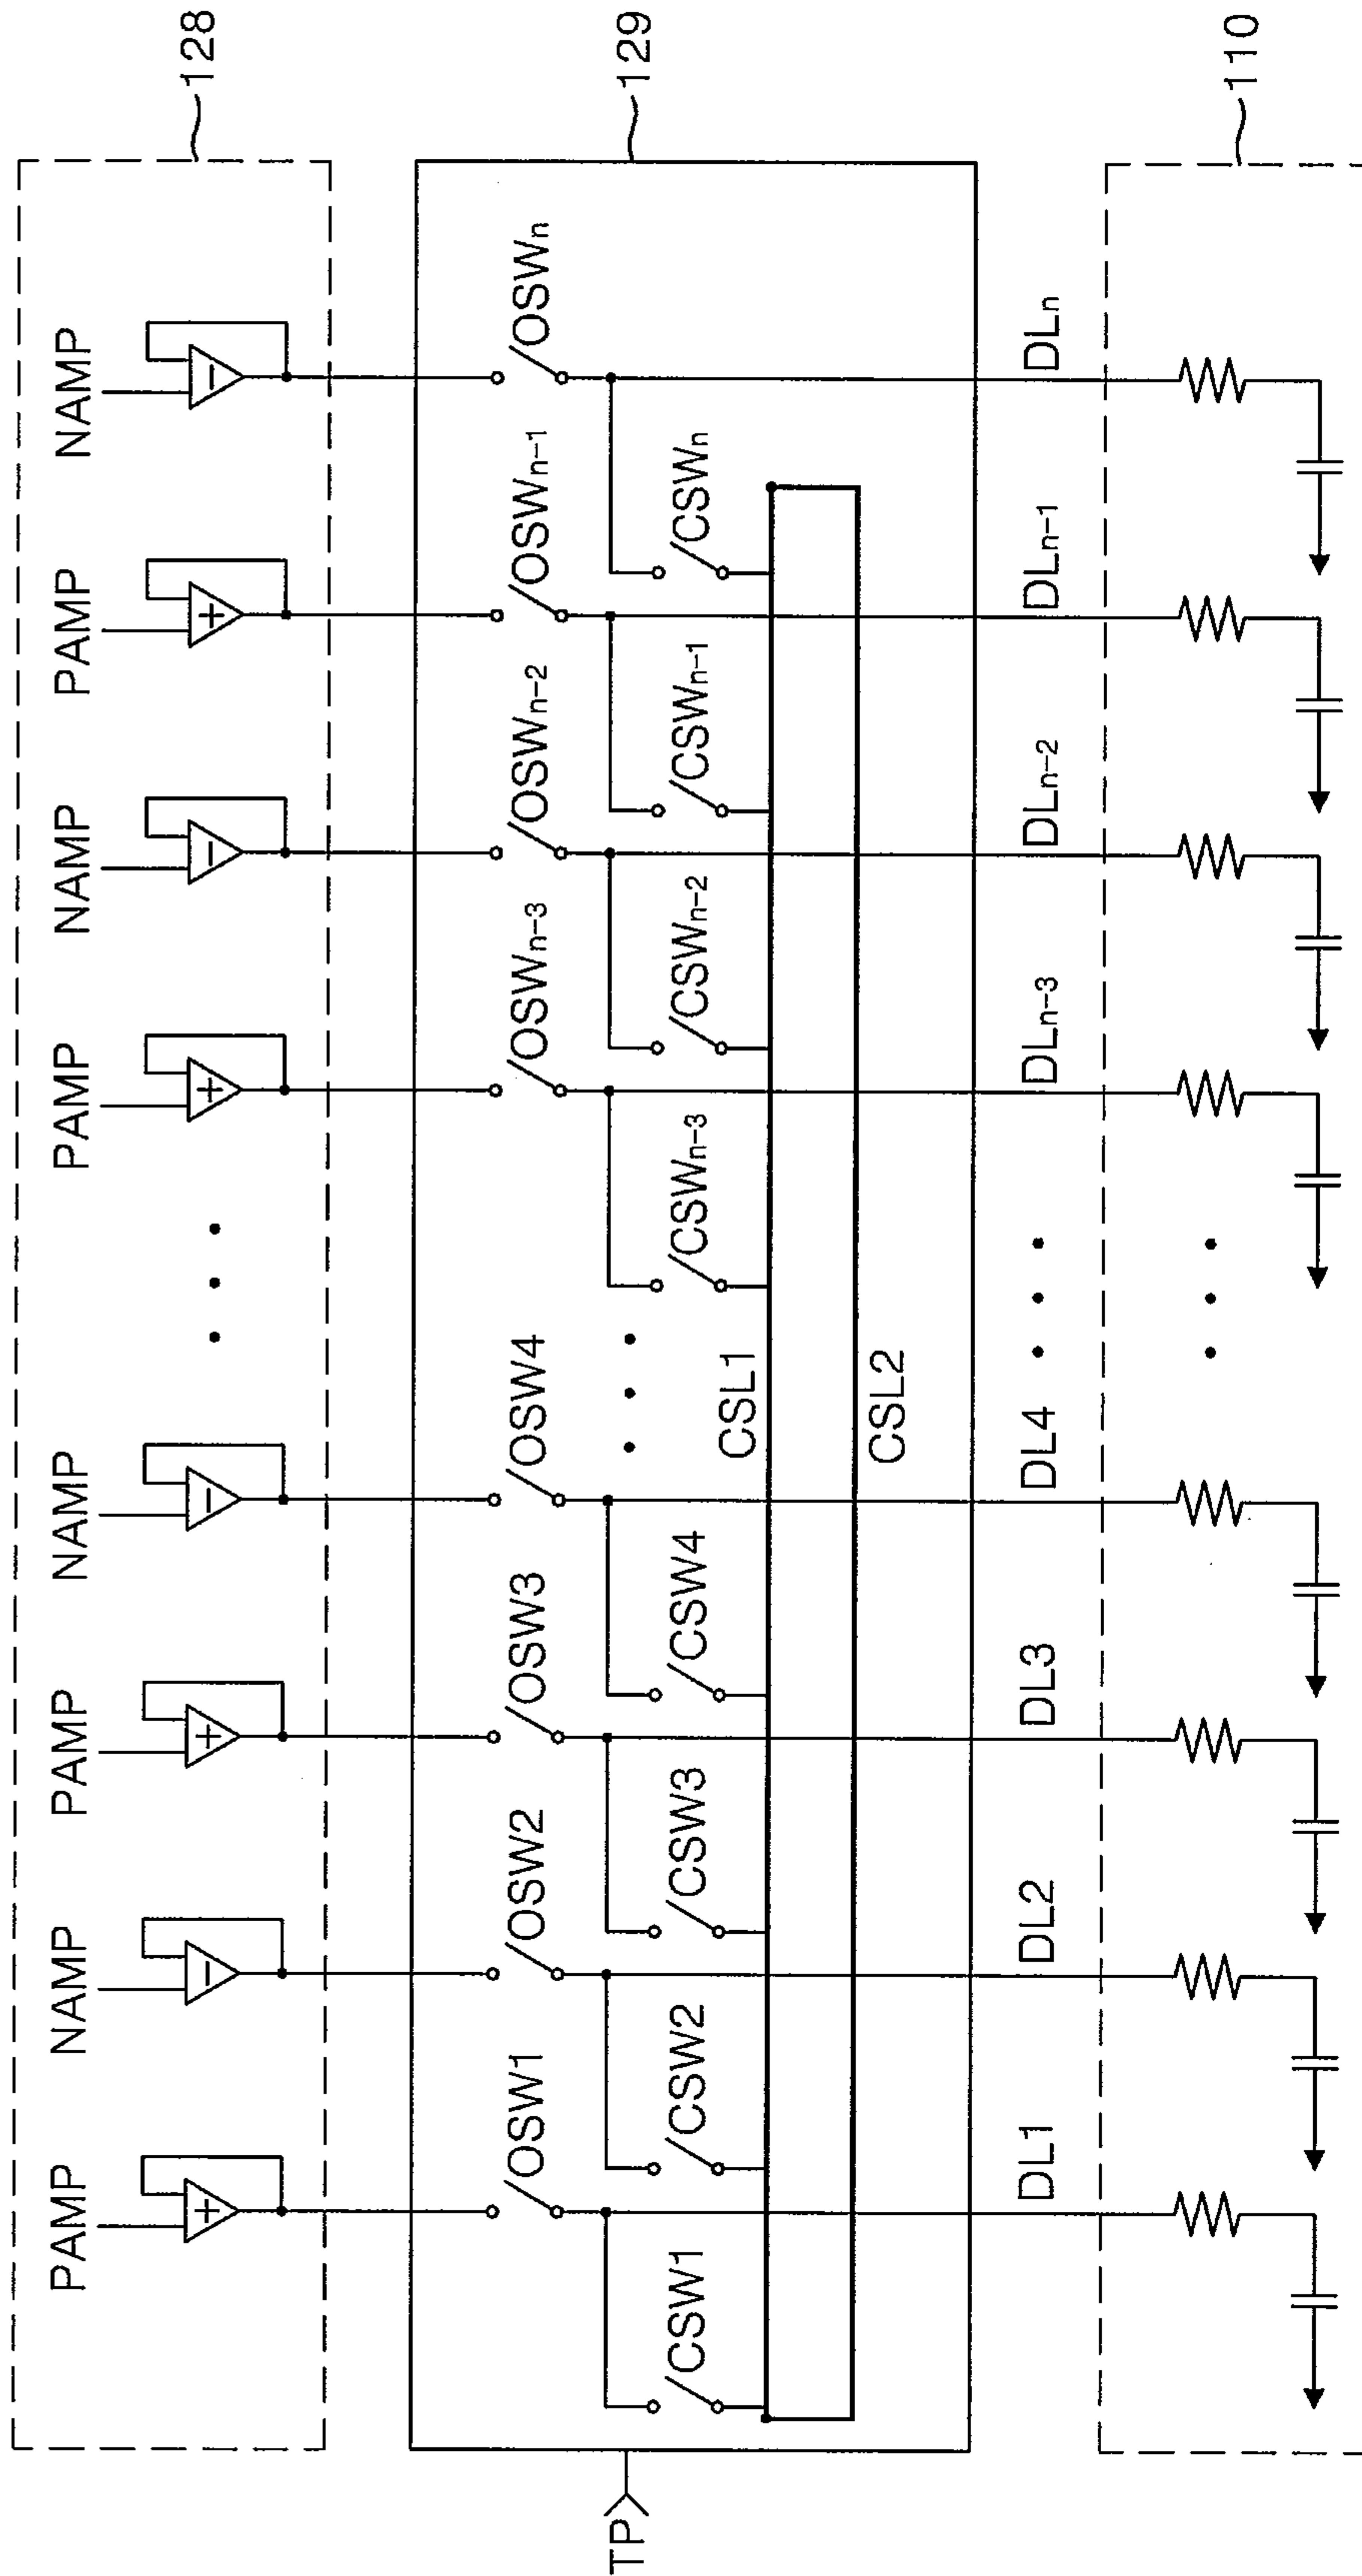 PAMP NAMP PAMP NAMP PAMP NAMP PAMP NAMP
+ − + − + − + −
128
OSW1 OSW2 OSW3 OSW4 OSWn-3 OSWn-2 OSWn-1 OSWn
TP
129
CSW1 CSW2 CSW3 CSW4 CSWn-3 CSWn-2 CSWn-1 CSWn
CSL1
CSL2
DL1 DL2 DL3 DL4 DLn-3 DLn-2 DLn-1 DLn
110